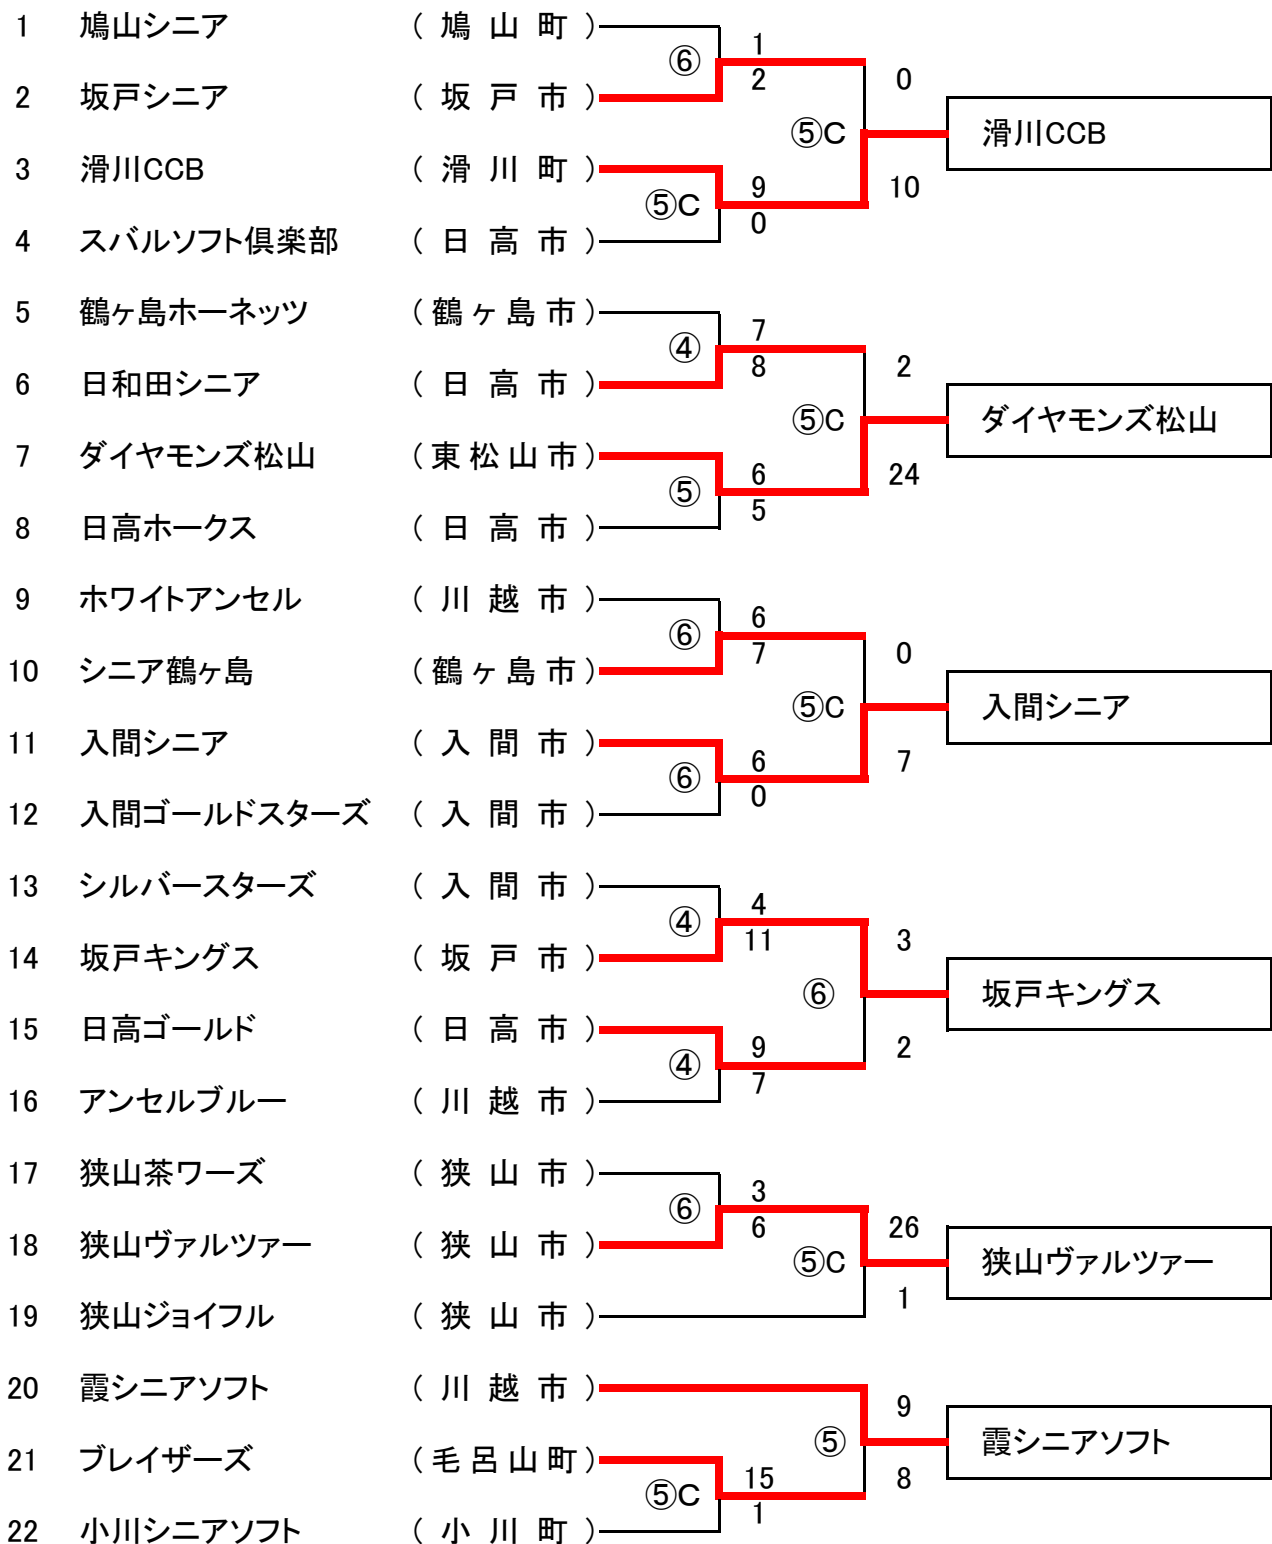 1 鳩山シニア ( 鳩 山 町 )
⑥ 1
2
2 坂戸シニア ( 坂 戸 市 )
0
⑤C 滑川CCB
10
3 滑川CCB ( 滑 川 町 )
⑤C 9
0
4 スバルソフト倶楽部 ( 日 高 市 )
5 鶴ヶ島ホーネッツ ( 鶴 ヶ 島 市 )
④ 7
8
6 日和田シニア ( 日 高 市 )
2
⑤C ダイヤモンズ松山
24
7 ダイヤモンズ松山 ( 東 松 山 市 )
⑤ 6
5
8 日高ホークス ( 日 高 市 )
9 ホワイトアンセル ( 川 越 市 )
⑥ 6
7
10 シニア鶴ヶ島 ( 鶴 ヶ 島 市 )
0
⑤C 入間シニア
7
11 入間シニア ( 入 間 市 )
⑥ 6
0
12 入間ゴールドスターズ ( 入 間 市 )
13 シルバースターズ ( 入 間 市 )
④ 4
11
14 坂戸キングス ( 坂 戸 市 )
3
⑥ 坂戸キングス
2
15 日高ゴールド ( 日 高 市 )
④ 9
7
16 アンセルブルー ( 川 越 市 )
17 狭山茶ワーズ ( 狭 山 市 )
⑥ 3
6
18 狭山ヴァルツァー ( 狭 山 市 )
26
⑤C 狭山ヴァルツァー
1
19 狭山ジョイフル ( 狭 山 市 )
20 霞シニアソフト ( 川 越 市 )
9
⑤ 霞シニアソフト
8
21 ブレイザーズ ( 毛 呂 山 町 )
⑤C 15
1
22 小川シニアソフト ( 小 川 町 )